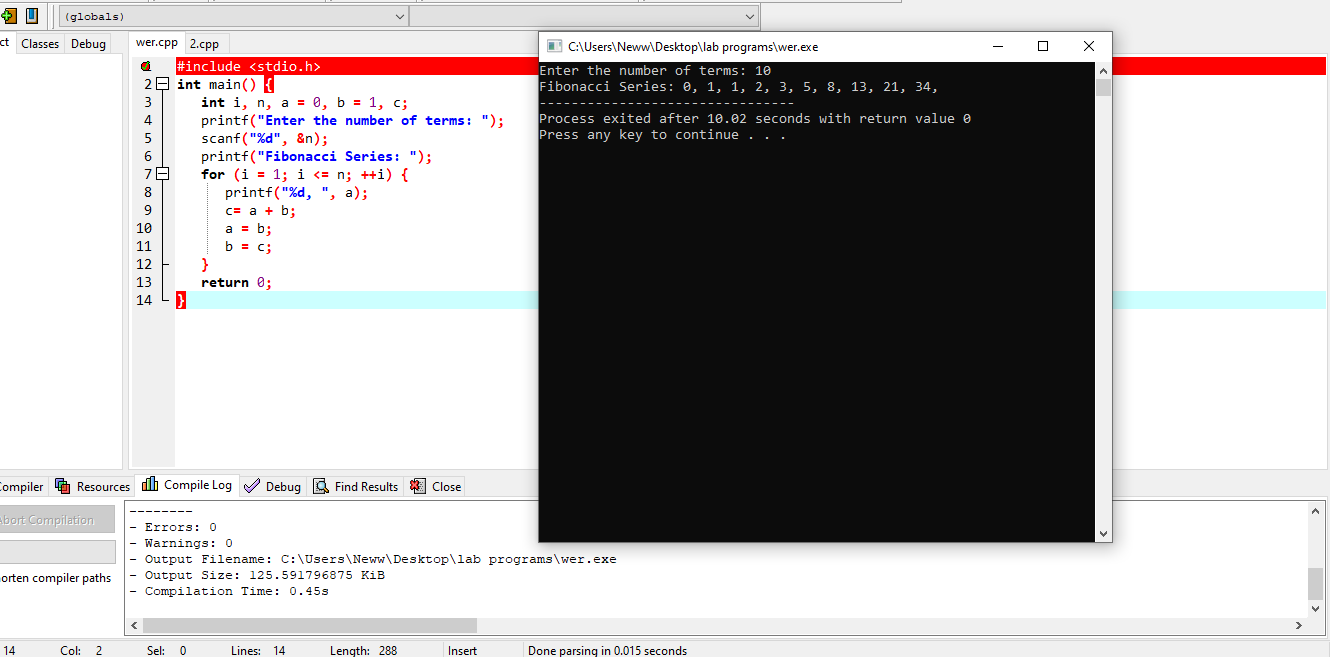 (globals)
ct Classes Debug
wer.cpp 2.cpp
#include <stdio.h>
2 int main() {
3 int i, n, a = 0, b = 1, c;
4 printf("Enter the number of terms: ");
5 scanf("%d", &n);
6 printf("Fibonacci Series: ");
7 for (i = 1; i <= n; ++i) {
8 printf("%d, ", a);
9 c= a + b;
10 a = b;
11 b = c;
12 }
13 return 0;
14 }
C:\Users\Neww\Desktop\lab programs\wer.exe
Enter the number of terms: 10
Fibonacci Series: 0, 1, 1, 2, 3, 5, 8, 13, 21, 34,
--------------------------------
Process exited after 10.02 seconds with return value 0
Press any key to continue . . .
Compiler Resources Compile Log Debug Find Results Close
Abort Compilation
orten compiler paths
--------
- Errors: 0
- Warnings: 0
- Output Filename: C:\Users\Neww\Desktop\lab programs\wer.exe
- Output Size: 125.591796875 KiB
- Compilation Time: 0.45s
14 Col: 2 Sel: 0 Lines: 14 Length: 288 Insert Done parsing in 0.015 seconds